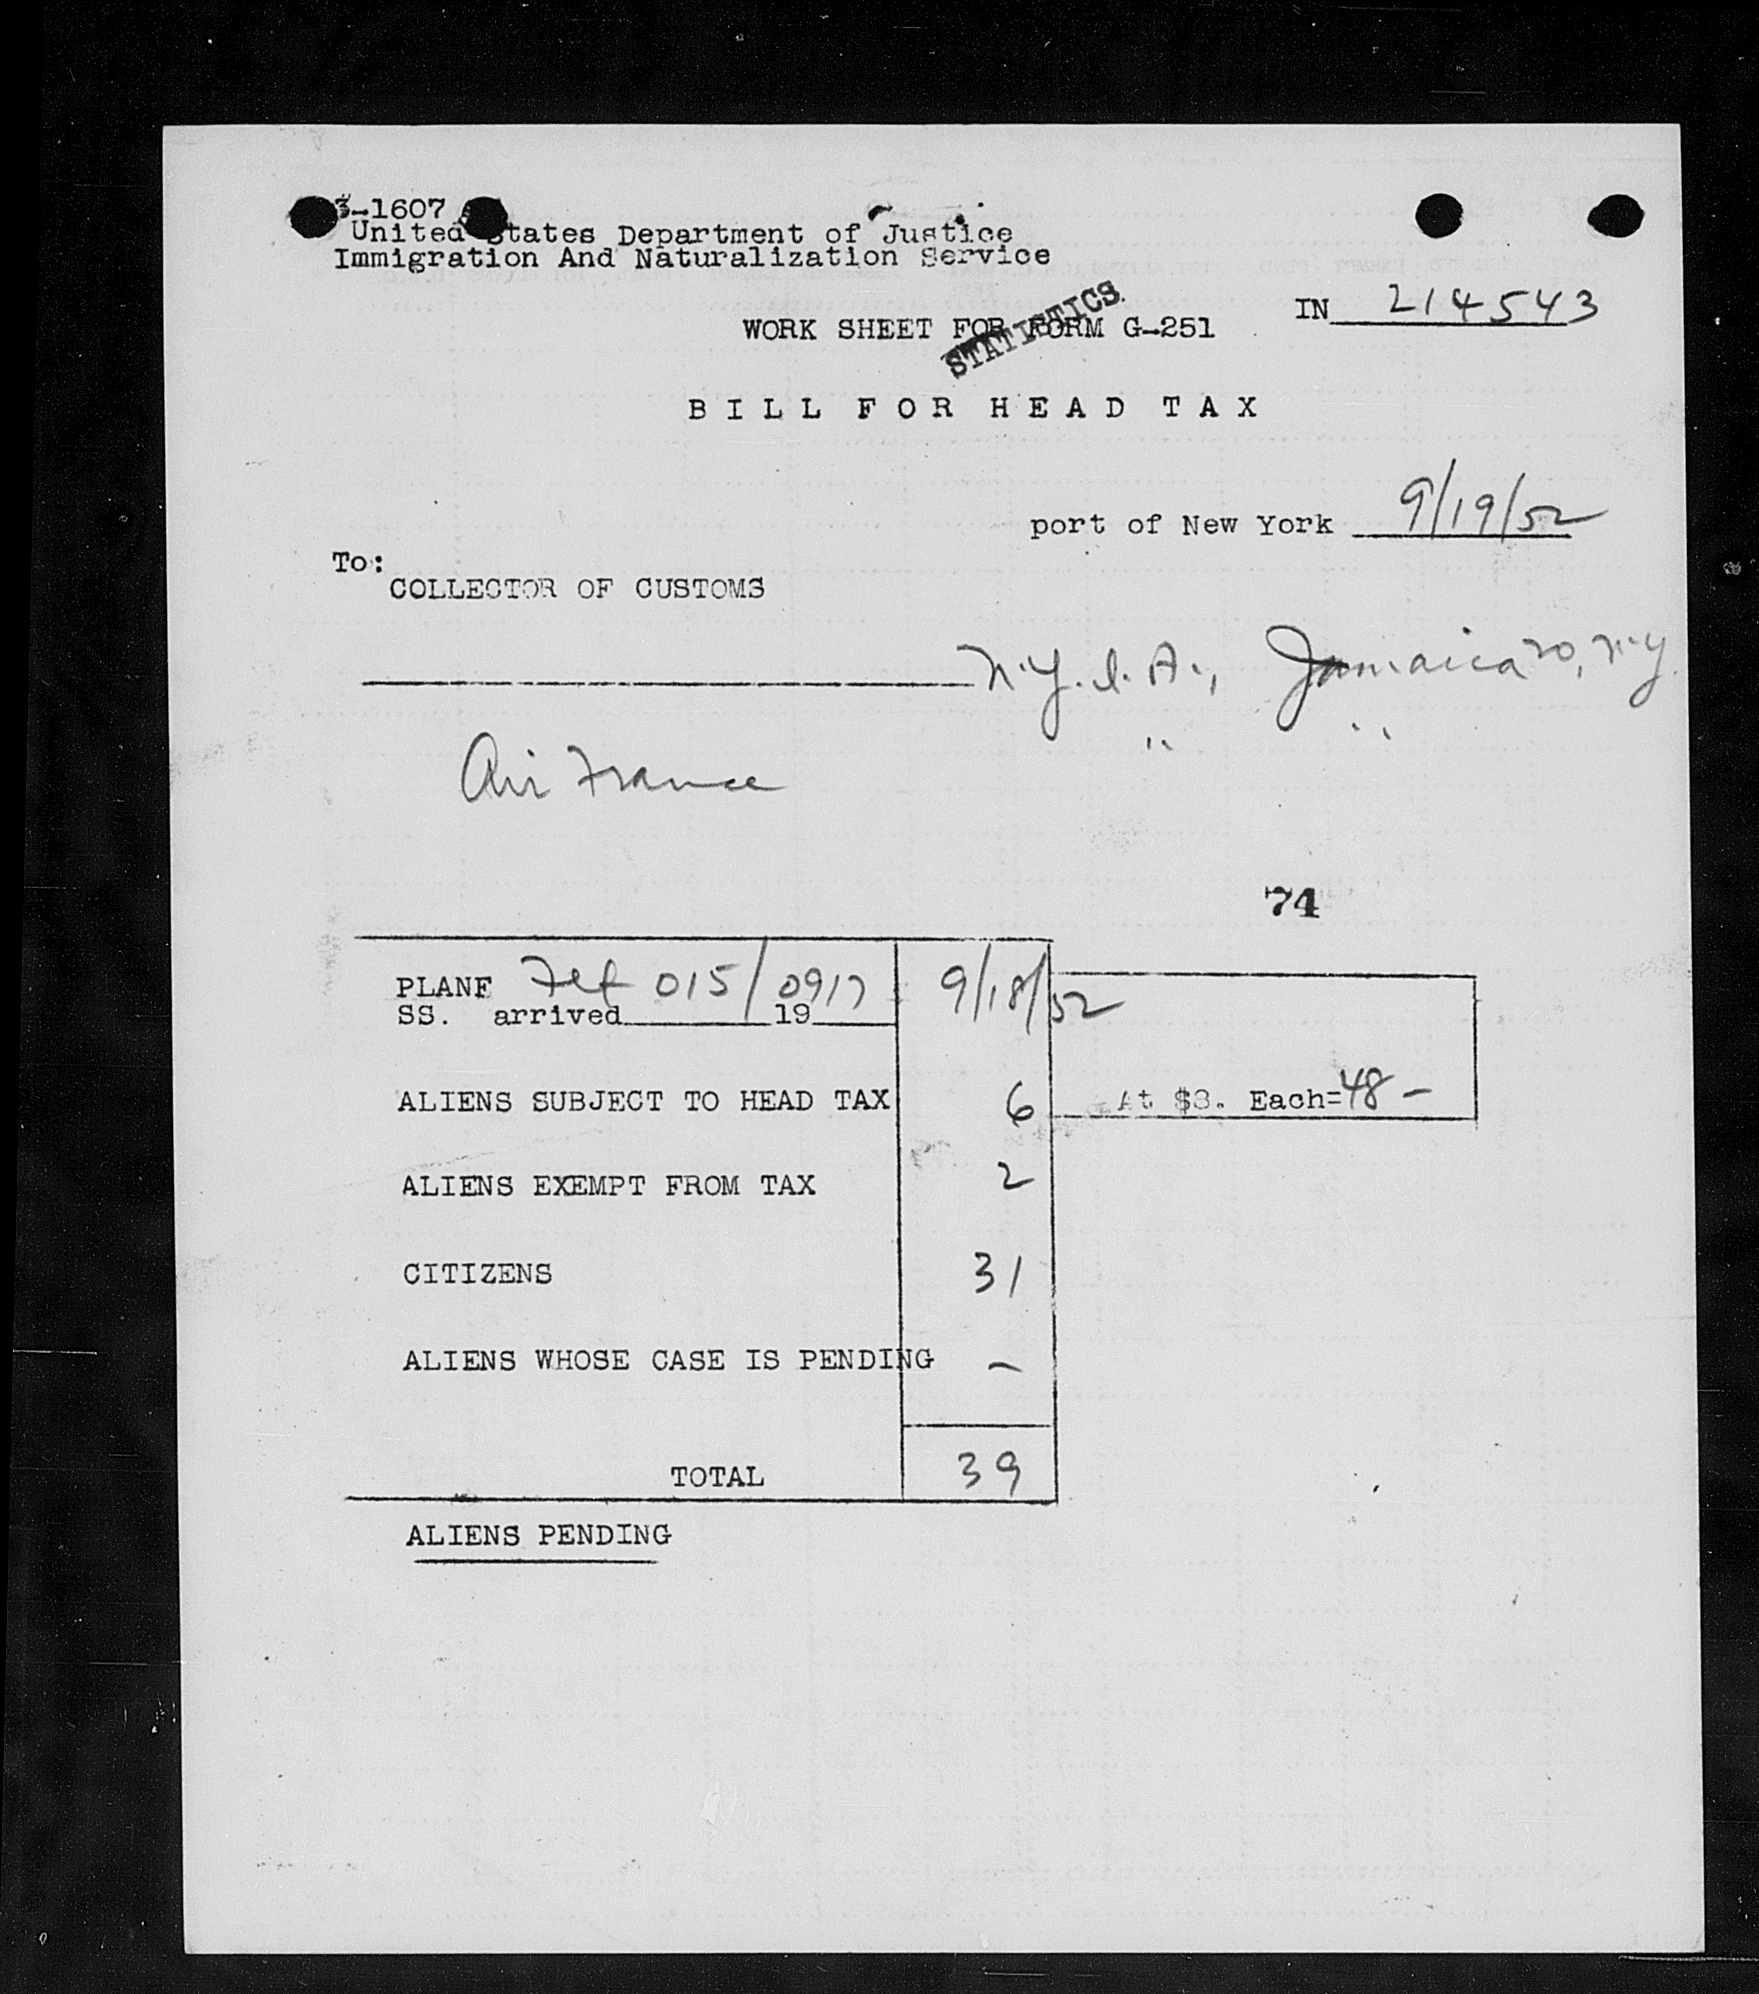 3-1607
United States Department of Justice
Immigration And Naturalization Service
IN 214543
WORK SHEET FOR FORM G-251
STATISTICS
BILL FOR HEAD TAX
port of New York 9/19/52
To:
COLLECTOR OF CUSTOMS
N.Y.I.A., Jamaica 20, N.Y.
" "
Air France
74
PLANE 015/0917 9/18/52
SS. arrived 19
ALIENS SUBJECT TO HEAD TAX 6 At $8. Each=48-
ALIENS EXEMPT FROM TAX 2
CITIZENS 31
ALIENS WHOSE CASE IS PENDING -
TOTAL 39
ALIENS PENDING